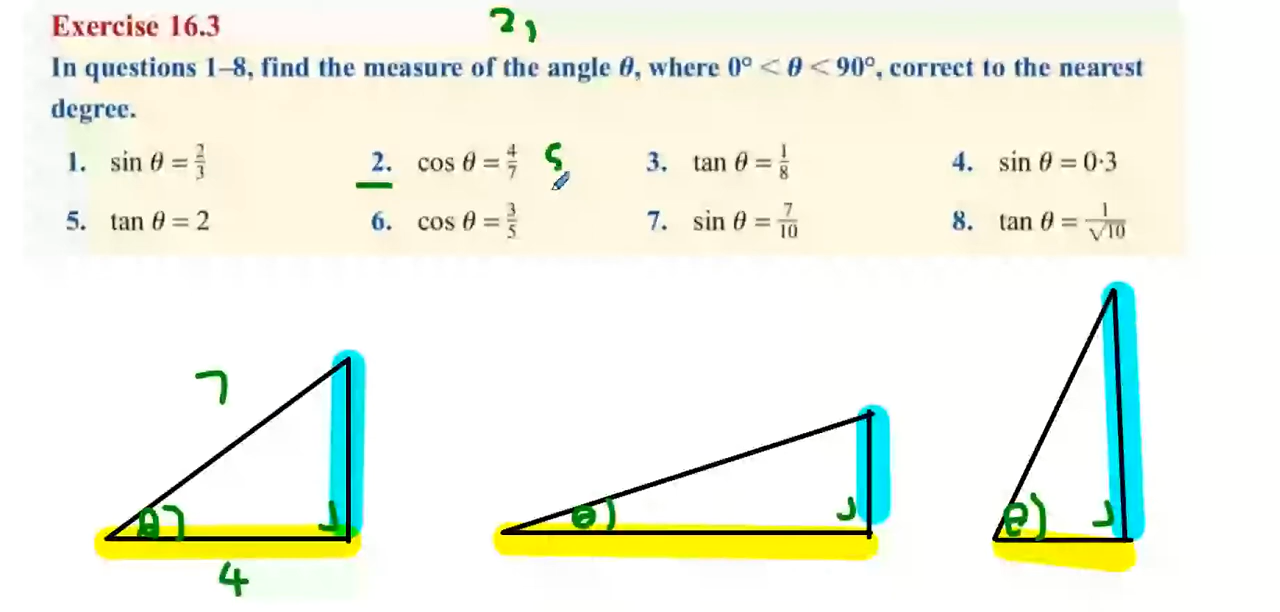 Exercise 16.3
2,
In questions 1–8, find the measure of the angle θ, where 0° < θ < 90°, correct to the nearest
degree.
1. sin θ = 2/3 2. cos θ = 4/7 S 3. tan θ = 1/8 4. sin θ = 0·3
5. tan θ = 2 6. cos θ = 3/5 7. sin θ = 7/10 8. tan θ = 1/√10
7
θ θ θ
4